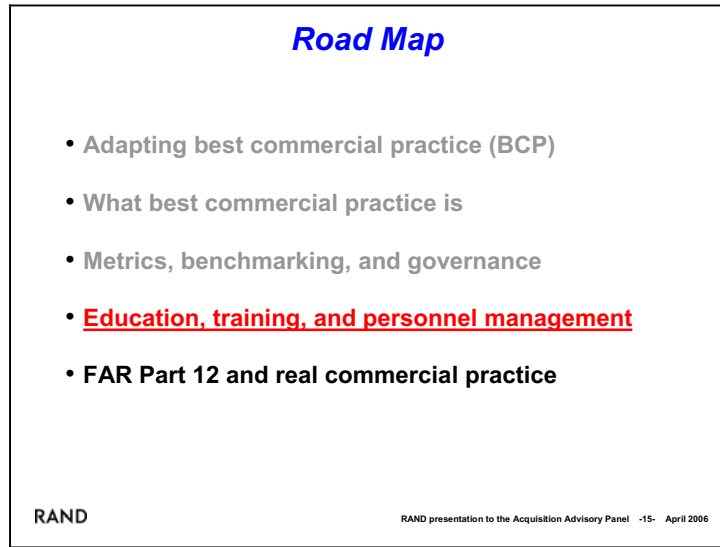 Road Map
• Adapting best commercial practice (BCP)
• What best commercial practice is
• Metrics, benchmarking, and governance
• Education, training, and personnel management
• FAR Part 12 and real commercial practice
RAND
RAND presentation to the Acquisition Advisory Panel -15- April 2006